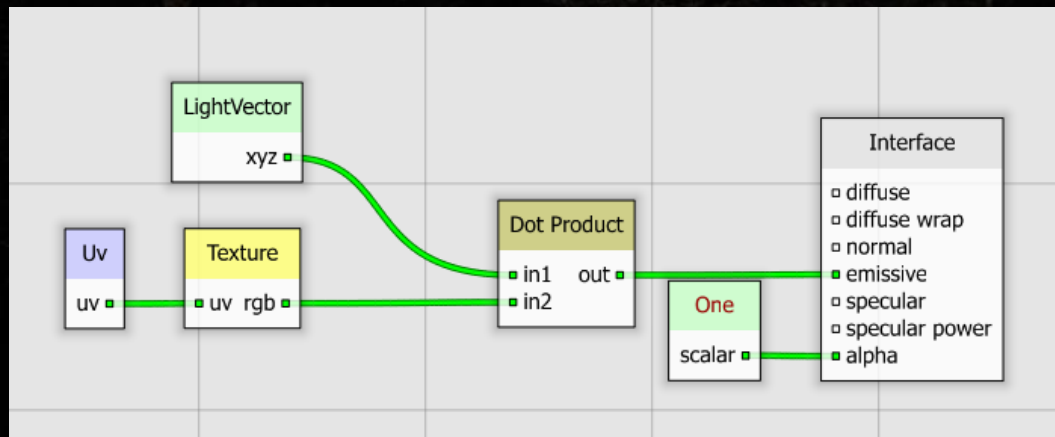 LightVector
xyz
Uv
uv
Texture
uv rgb
Dot Product
in1 out
in2
One
scalar
Interface
diffuse
diffuse wrap
normal
emissive
specular
specular power
alpha